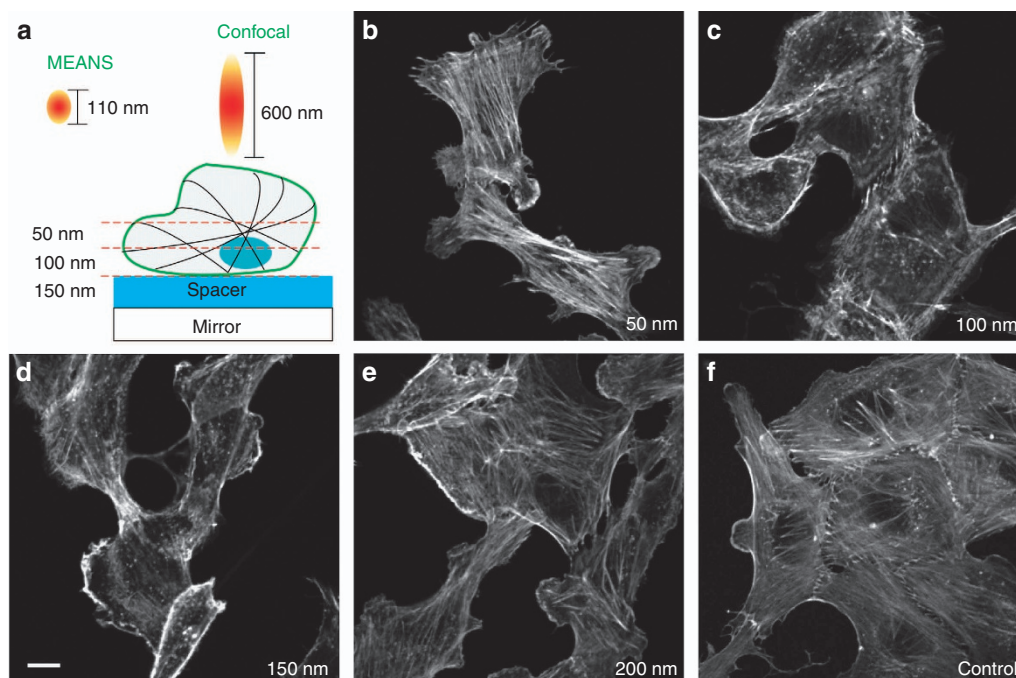 a
Confocal
MEANS
110 nm
600 nm
50 nm
100 nm
150 nm
Spacer
Mirror
b
50 nm
c
100 nm
d
150 nm
e
200 nm
f
Control